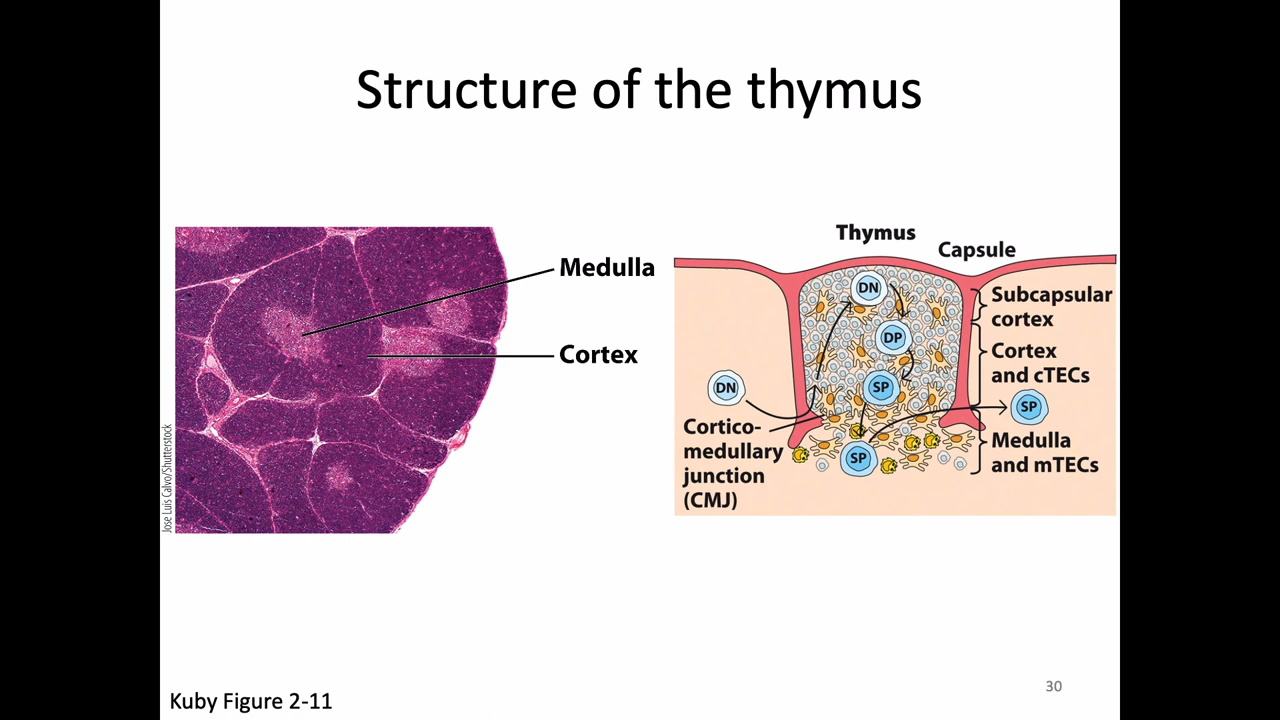 Structure of the thymus
Medulla
Cortex
Jose Luis Calvo/Shutterstock
Thymus
Capsule
DN
Subcapsular
cortex
DP
Cortex
and cTECs
SP
DN
SP
Cortico-
medullary
junction
(CMJ)
SP
Medulla
and mTECs
Kuby Figure 2-11
30